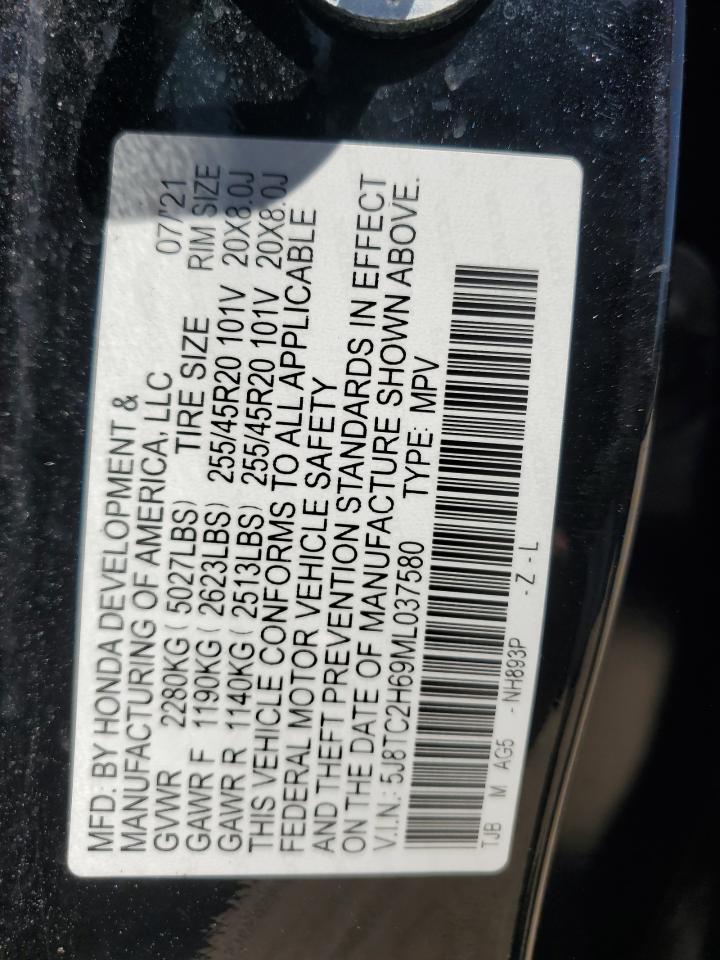 MFD. BY HONDA DEVELOPMENT &
MANUFACTURING OF AMERICA, LLC 07/'21
GVWR 2280KG ( 5027LBS) TIRE SIZE RIM SIZE
GAWR F 1190KG ( 2623LBS) 255/45R20 101V 20X8.0J
GAWR R 1140KG ( 2513LBS) 255/45R20 101V 20X8.0J
THIS VEHICLE CONFORMS TO ALL APPLICABLE
FEDERAL MOTOR VEHICLE SAFETY
AND THEFT PREVENTION STANDARDS IN EFFECT
ON THE DATE OF MANUFACTURE SHOWN ABOVE.
V.I.N.: 5J8TC2H69ML037580 TYPE: MPV
TJB M AG5 - NH893P - Z - L